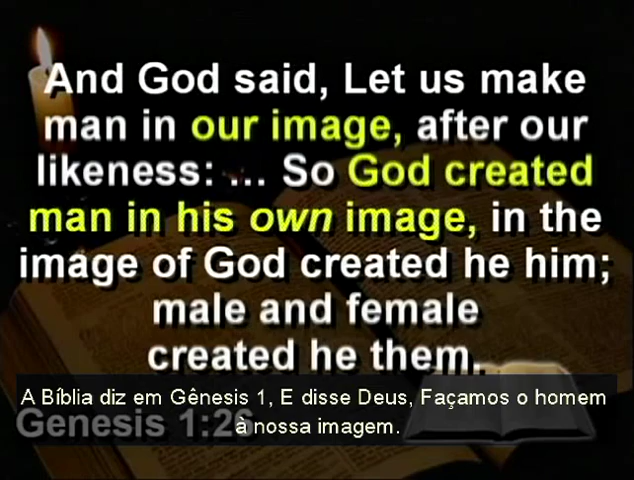 And God said, Let us make
man in our image, after our
likeness: ... So God created
man in his own image, in the
image of God created he him;
male and female
created he them.
A Bíblia diz em Gênesis 1, E disse Deus, Façamos o homem
à nossa imagem.
Genesis 1:26